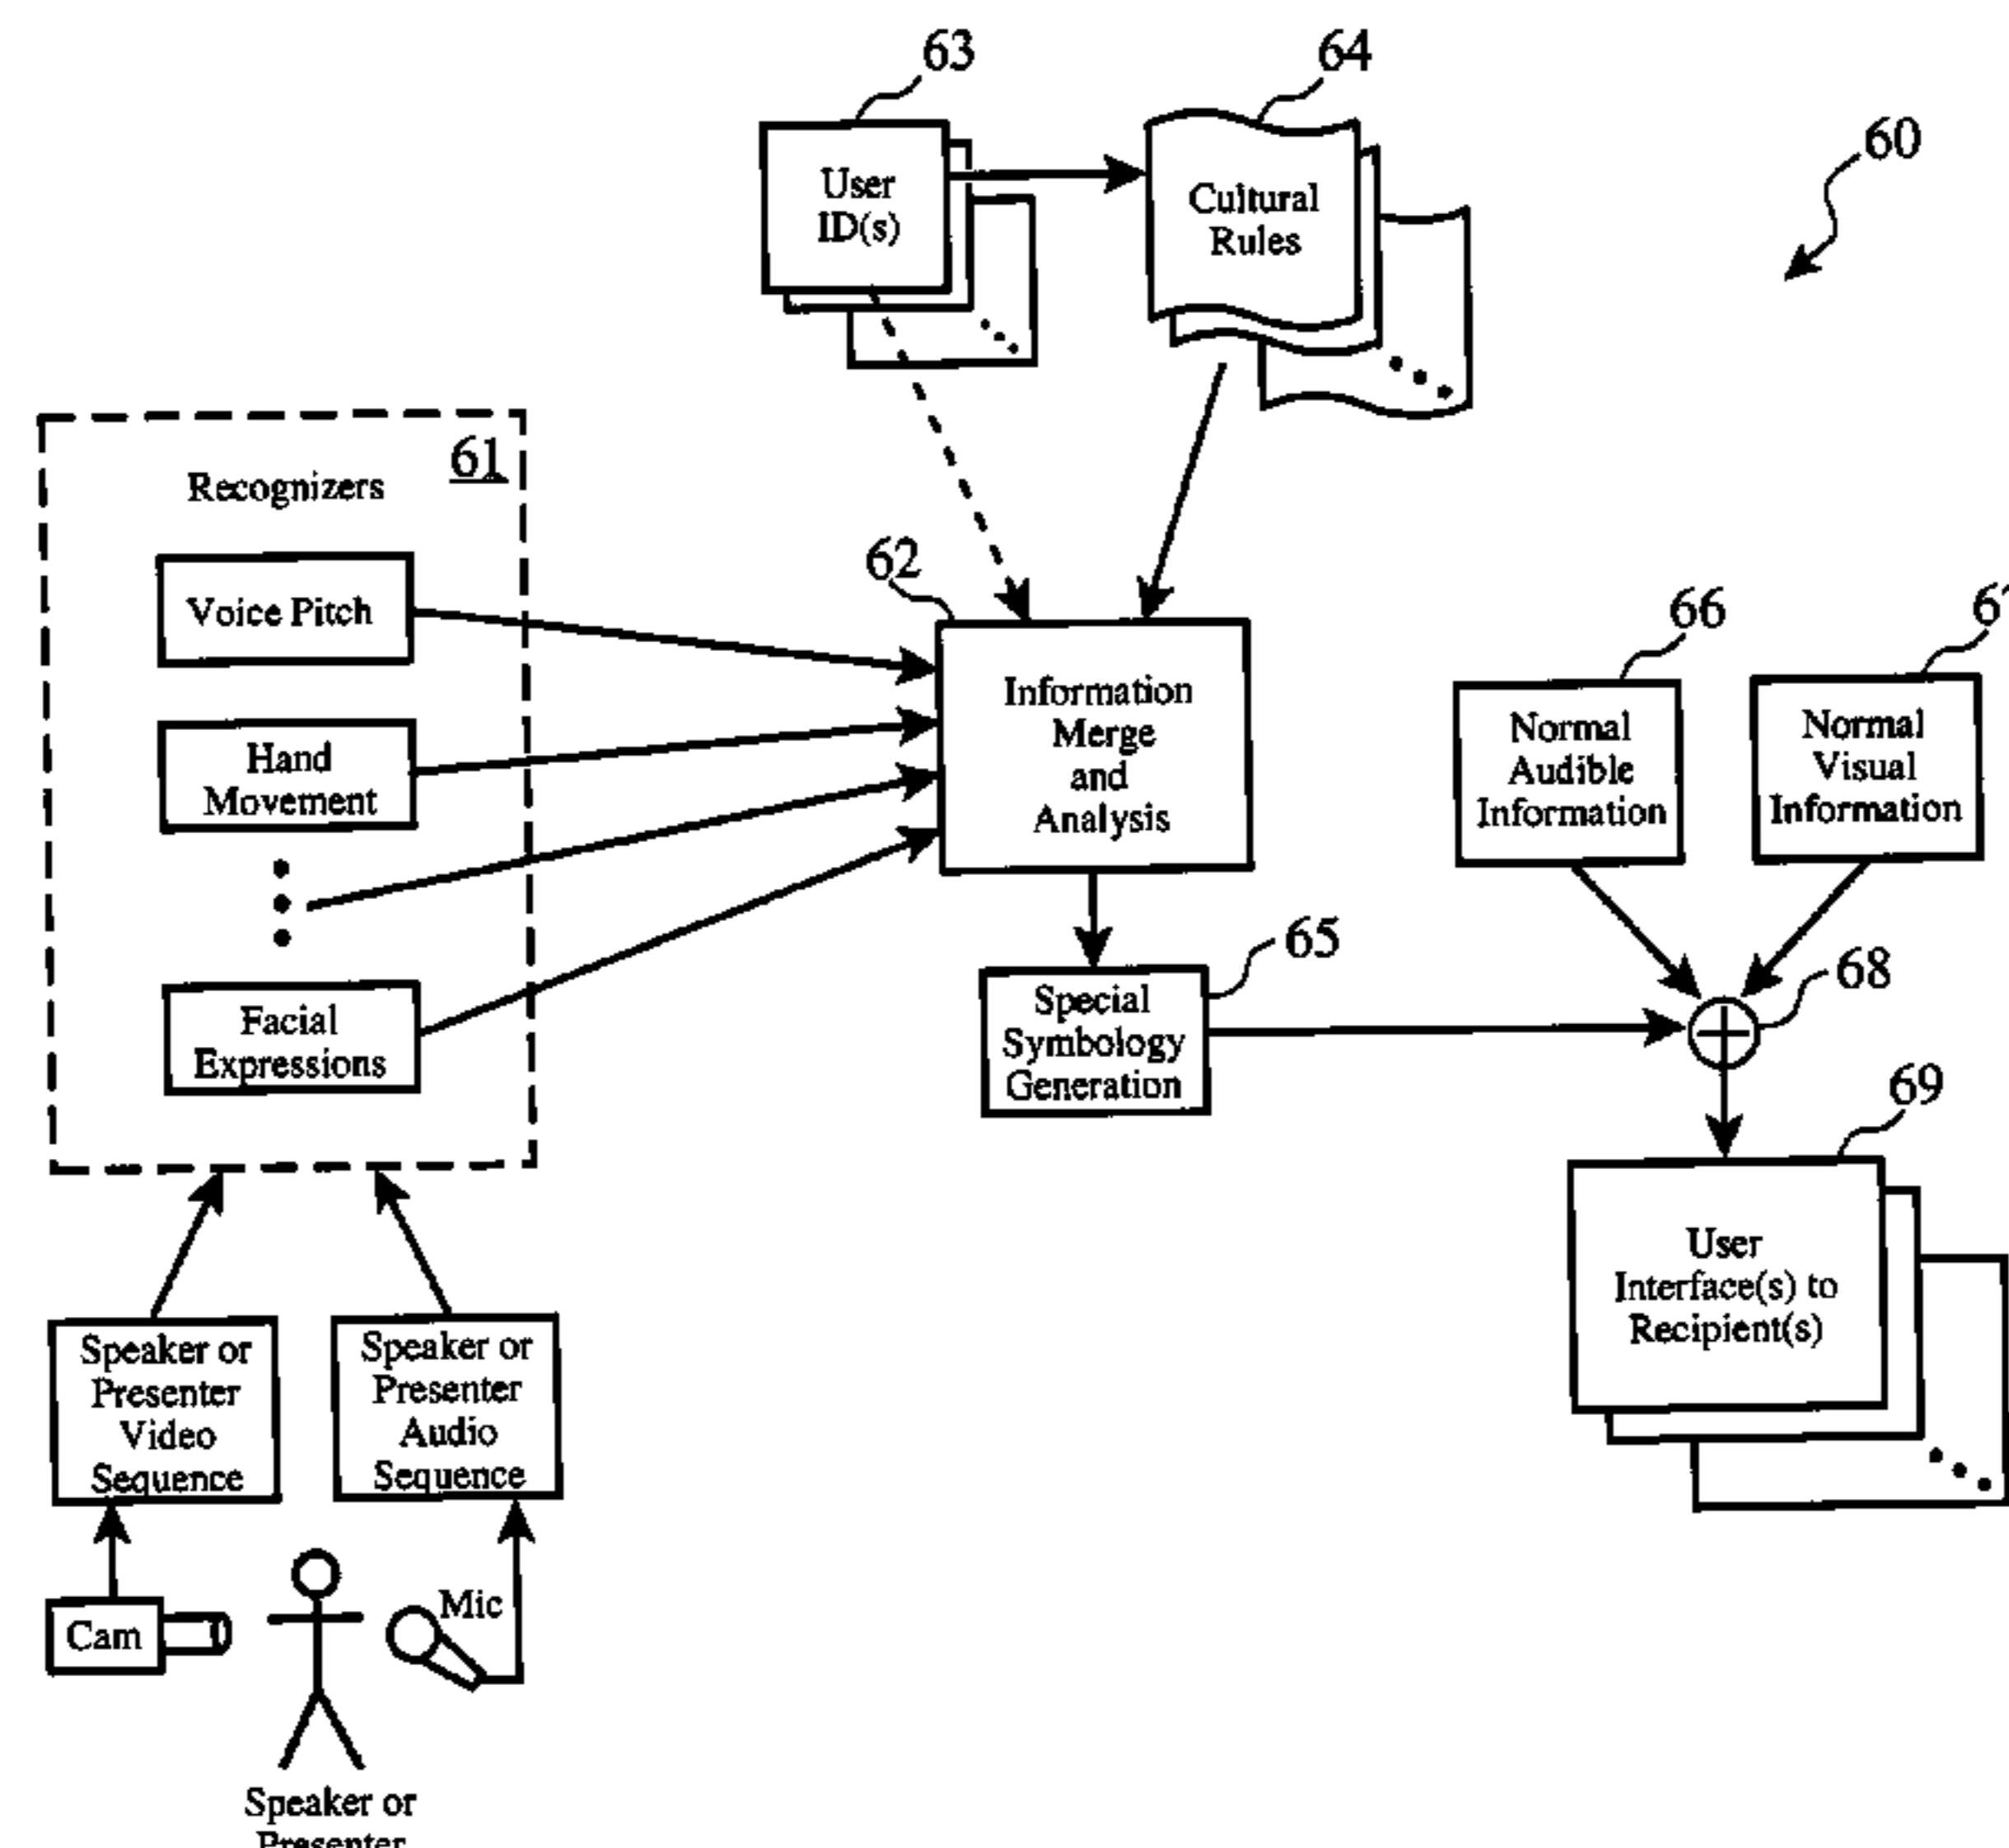 63
64
60
User
ID(s)
Cultural
Rules
61
Recognizers
62
Voice Pitch
66
Information
Merge
and
Analysis
Normal
Audible
Information
Normal
Visual
Information
Hand
Movement
65
68
Special
Symbology
Generation
Facial
Expressions
69
User
Interface(s) to
Recipient(s)
Speaker or
Presenter
Video
Sequence
Speaker or
Presenter
Audio
Sequence
Mic
Cam
Speaker or
Presenter